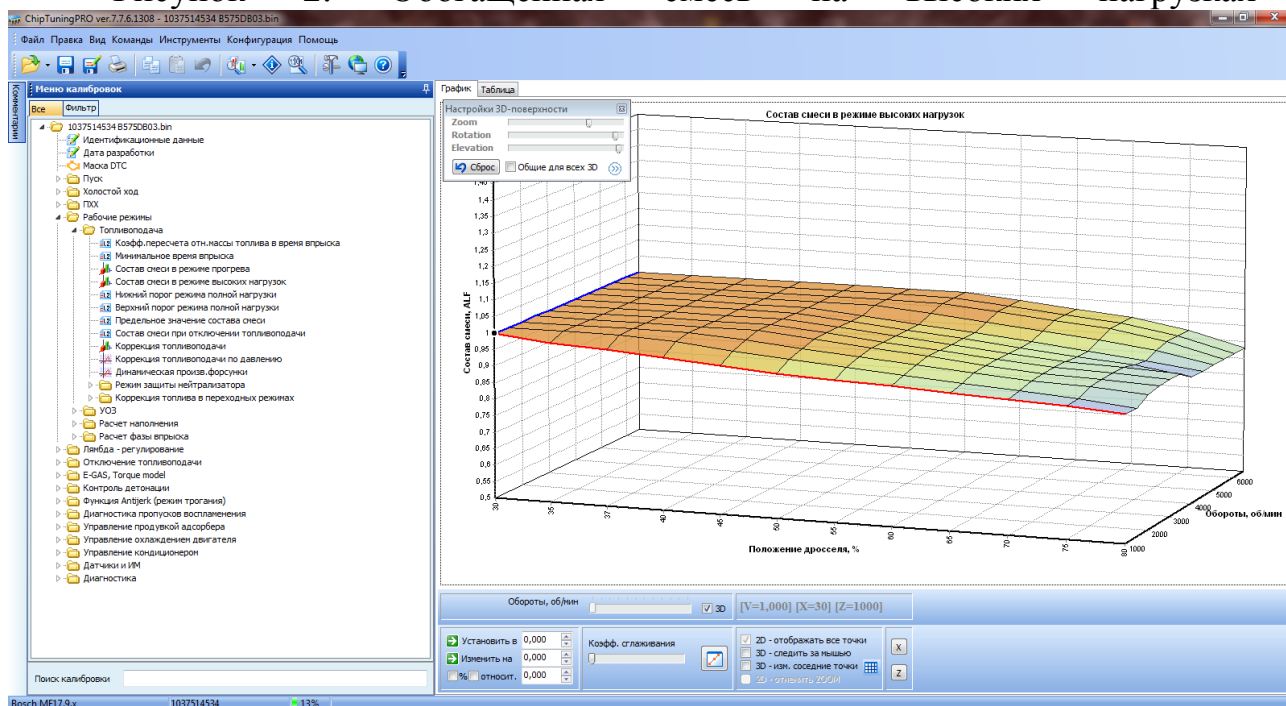 Рисунок 2. Обогащенная смесь на высоких нагрузках
ChipTuningPRO ver.7.7.6.1308 - 1037514534 B575DB03.bin
Файл Правка Вид Команды Инструменты Конфигурация Помощь
Комментарии
Меню калибровок
Все Фильтр
1037514534 B575DB03.bin
Идентификационные данные
Дата разработки
Маска DTC
Пуск
Холостой ход
ПХХ
Рабочие режимы
Топливоподача
Коэфф.пересчета отн.массы топлива в время впрыска
Минимальное время впрыска
Состав смеси в режиме прогрева
Состав смеси в режиме высоких нагрузок
Нижний порог режима полной нагрузки
Верхний порог режима полной нагрузки
Предельное значение состава смеси
Состав смеси при отключении топливоподачи
Коррекция топливоподачи
Коррекция топливоподачи по давлению
Динамическая произв.форсунки
Режим защиты нейтрализатора
Коррекция топлива в переходных режимах
УОЗ
Расчет наполнения
Расчет фазы впрыска
Лямбда - регулирование
Отключение топливоподачи
E-GAS, Torque model
Контроль детонации
Функция Antijerk (режим трогания)
Диагностика пропусков воспламенения
Управление продувкой адсорбера
Управление охлаждением двигателя
Управление кондиционером
Датчики и ИМ
Диагностика
Поиск калибровки
График Таблица
Настройки 3D-поверхности
Zoom
Rotation
Elevation
Сброс Общие для всех 3D
Состав смеси в режиме высоких нагрузок
1,4
1,35
1,3
1,25
1,2
1,15
1,1
1,05
1
0,95
0,9
0,85
0,8
0,75
0,7
0,65
0,6
0,55
0,5
Состав смеси, ALF
30 35 37 40 45 50 55 60 65 70 75 80
Положение дросселя, %
1000 2000 3000 4000 5000 6000
Обороты, об/мин
Обороты, об/мин 3D [V=1,000] [X=30] [Z=1000]
Установить в 0,000
Изменить на 0,000
% относит. 0,000
Коэфф. сглаживания
2D - отображать все точки
3D - следить за мышью
3D - изм. соседние точки
2D - отменить ZOOM
X
Z
Bosch ME17.9.x 1037514534 13%